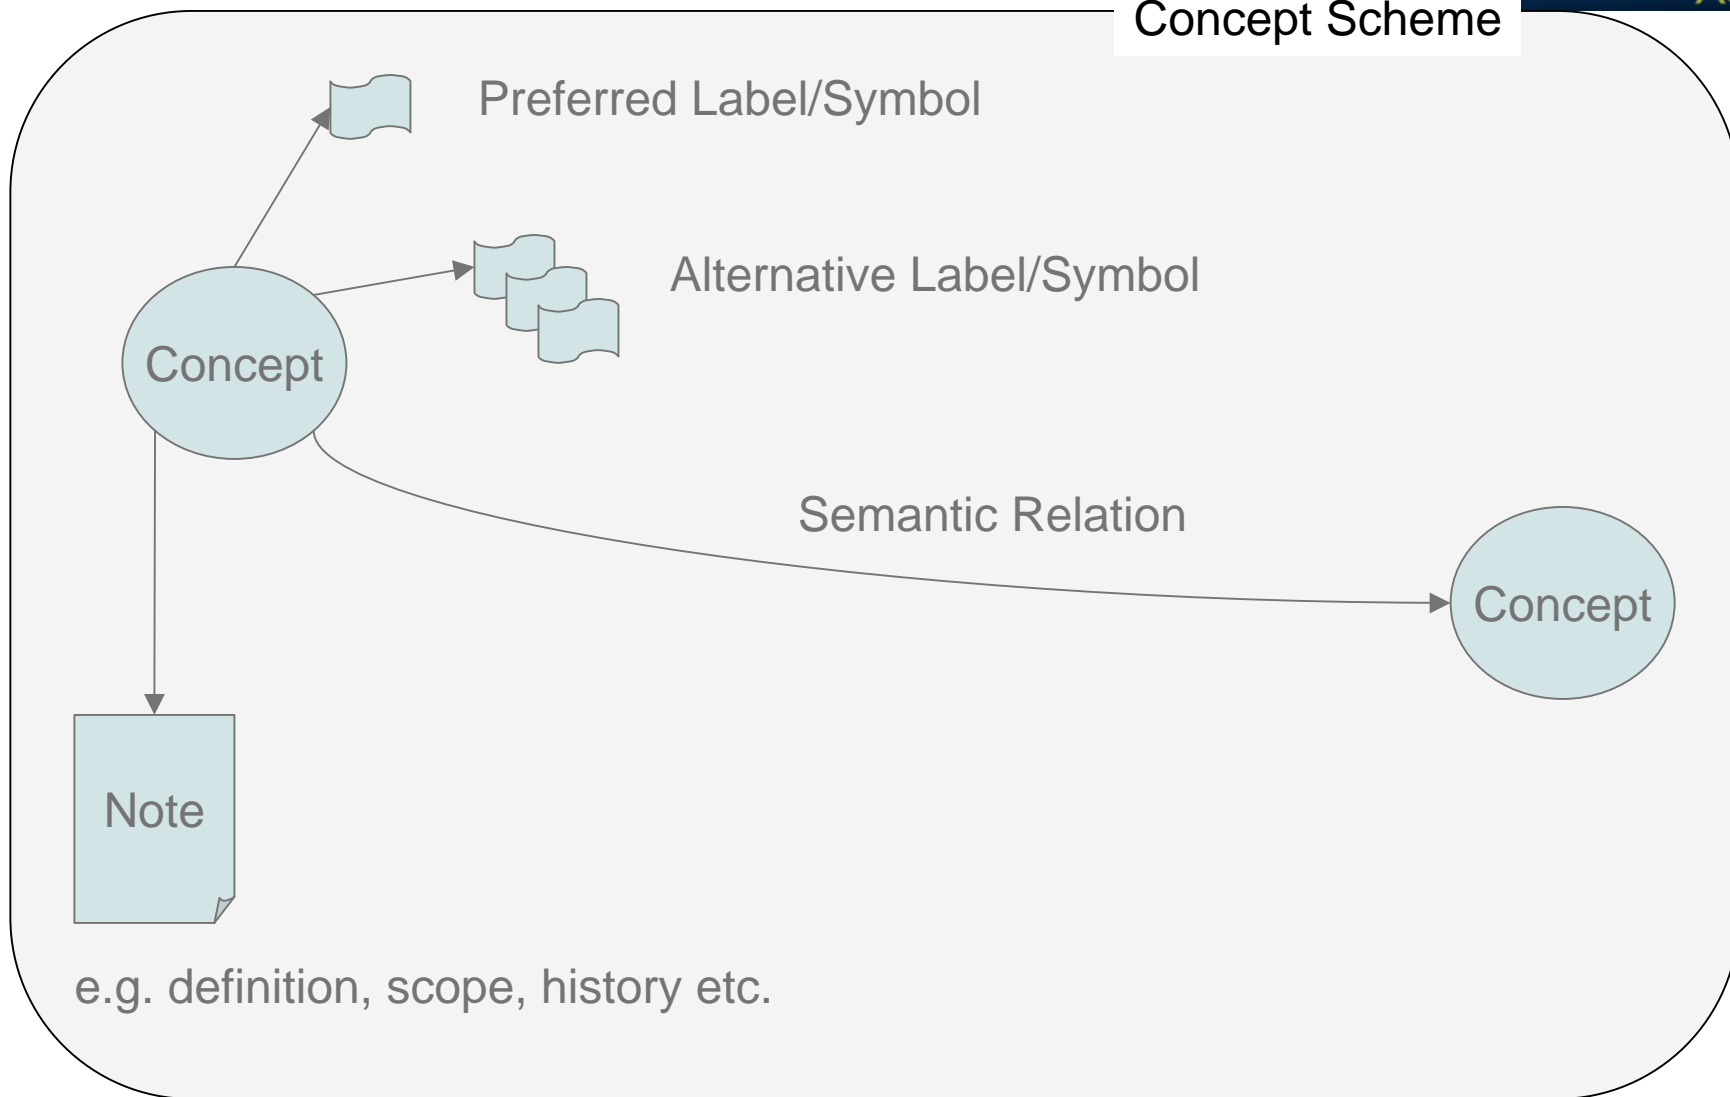 Concept Scheme
Preferred Label/Symbol
Alternative Label/Symbol
Concept
Semantic Relation
Concept
Note
e.g. definition, scope, history etc.